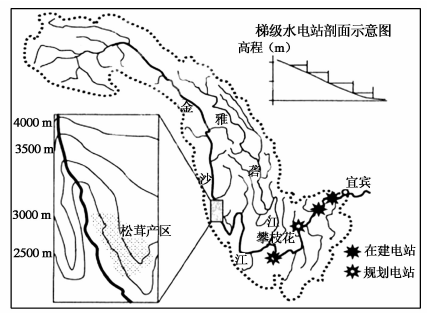 梯级水电站剖面示意图
高程(m)
金
雅
砻
沙
江
江
宜宾
攀枝花
4000 m
3500 m
3000 m
2500 m
松茸产区
在建电站
规划电站